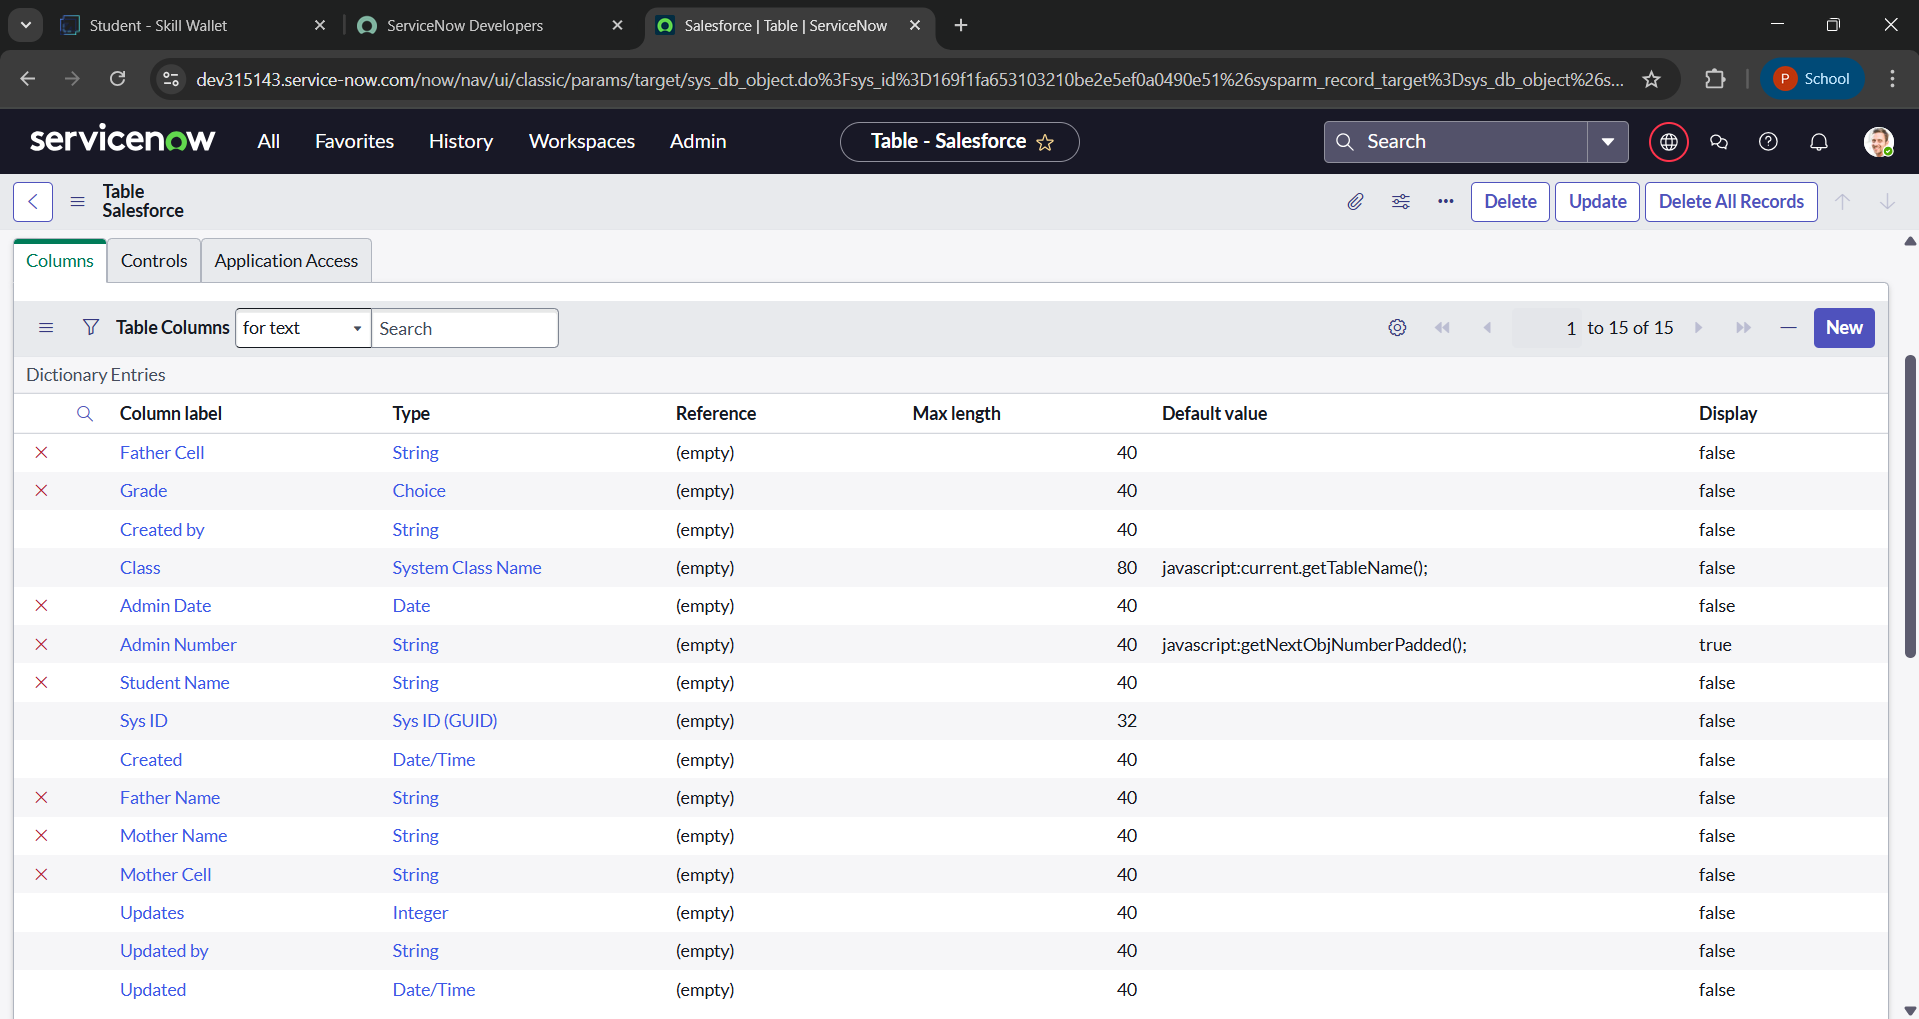 Student - Skill Wallet
ServiceNow Developers
Salesforce | Table | ServiceNow
dev315143.service-now.com/now/nav/ui/classic/params/target/sys_db_object.do%3Fsys_id%3D169f1fa653103210be2e5ef0a0490e51%26sysparm_record_target%3Dsys_db_object%26s...
P School
servicenow All Favorites History Workspaces Admin Table - Salesforce Search
Table
Salesforce
Delete Update Delete All Records
Columns Controls Application Access
Table Columns for text Search 1 to 15 of 15 New
Dictionary Entries
Column label Type Reference Max length Default value Display
Father Cell String (empty) 40 false
Grade Choice (empty) 40 false
Created by String (empty) 40 false
Class System Class Name (empty) 80 javascript:current.getTableName(); false
Admin Date Date (empty) 40 false
Admin Number String (empty) 40 javascript:getNextObjNumberPadded(); true
Student Name String (empty) 40 false
Sys ID Sys ID (GUID) (empty) 32 false
Created Date/Time (empty) 40 false
Father Name String (empty) 40 false
Mother Name String (empty) 40 false
Mother Cell String (empty) 40 false
Updates Integer (empty) 40 false
Updated by String (empty) 40 false
Updated Date/Time (empty) 40 false